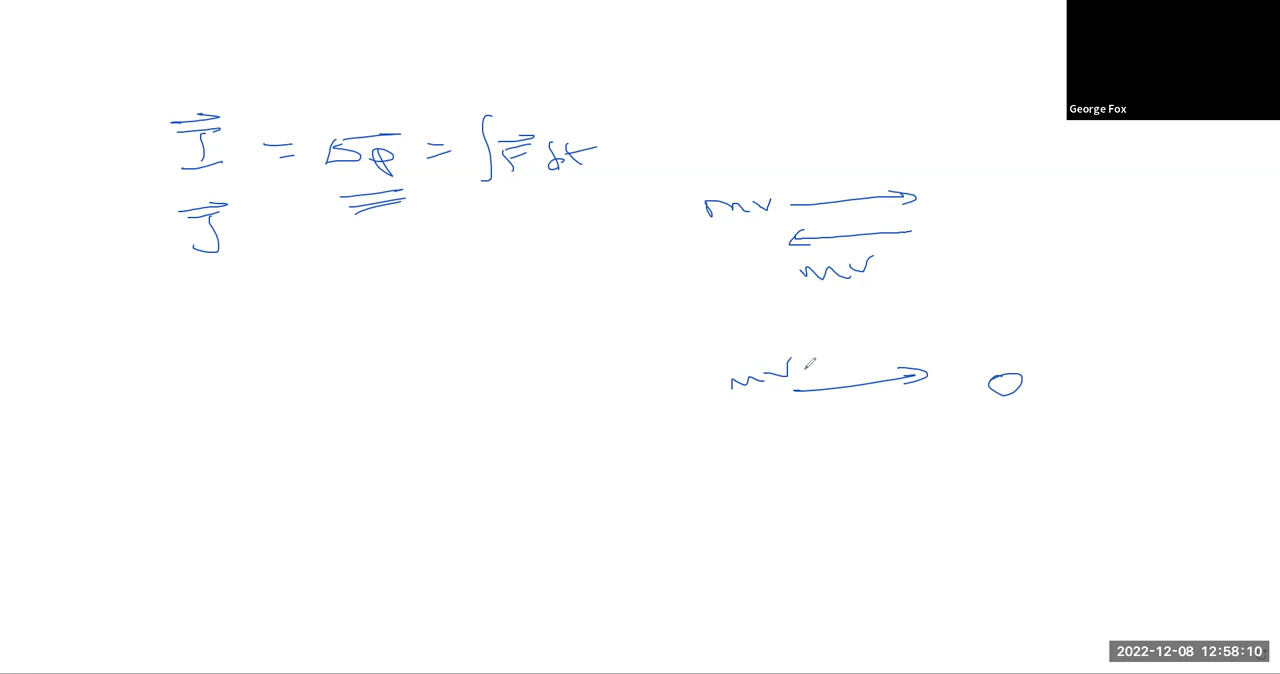 George Fox
I⃗ = Δp⃗ = ∫ F⃗ dt
J⃗
mv
mv
mv 0
2022-12-08 12:58:10